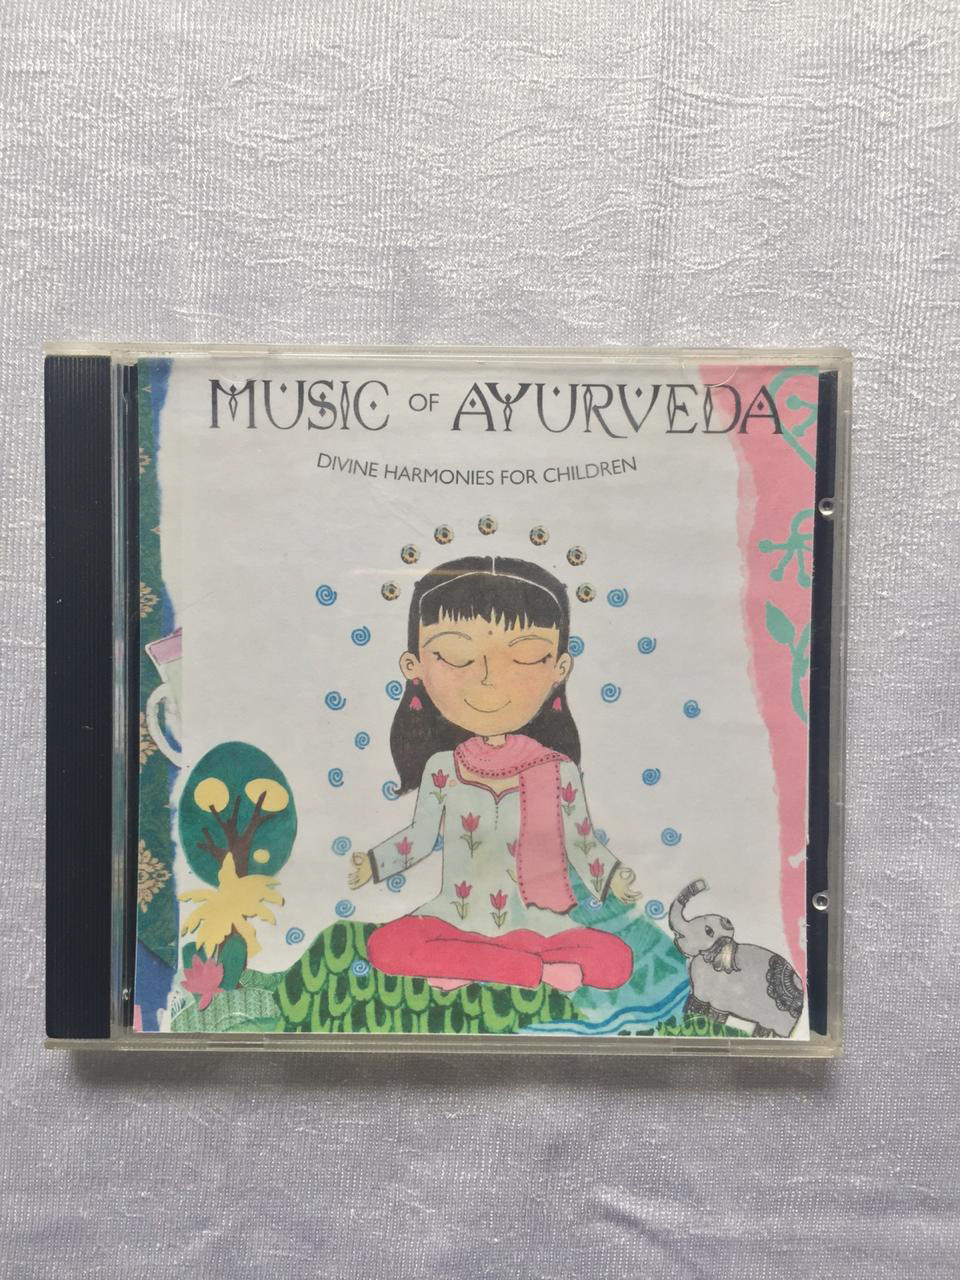 MUSIC OF AYURVEDA
DIVINE HARMONIES FOR CHILDREN